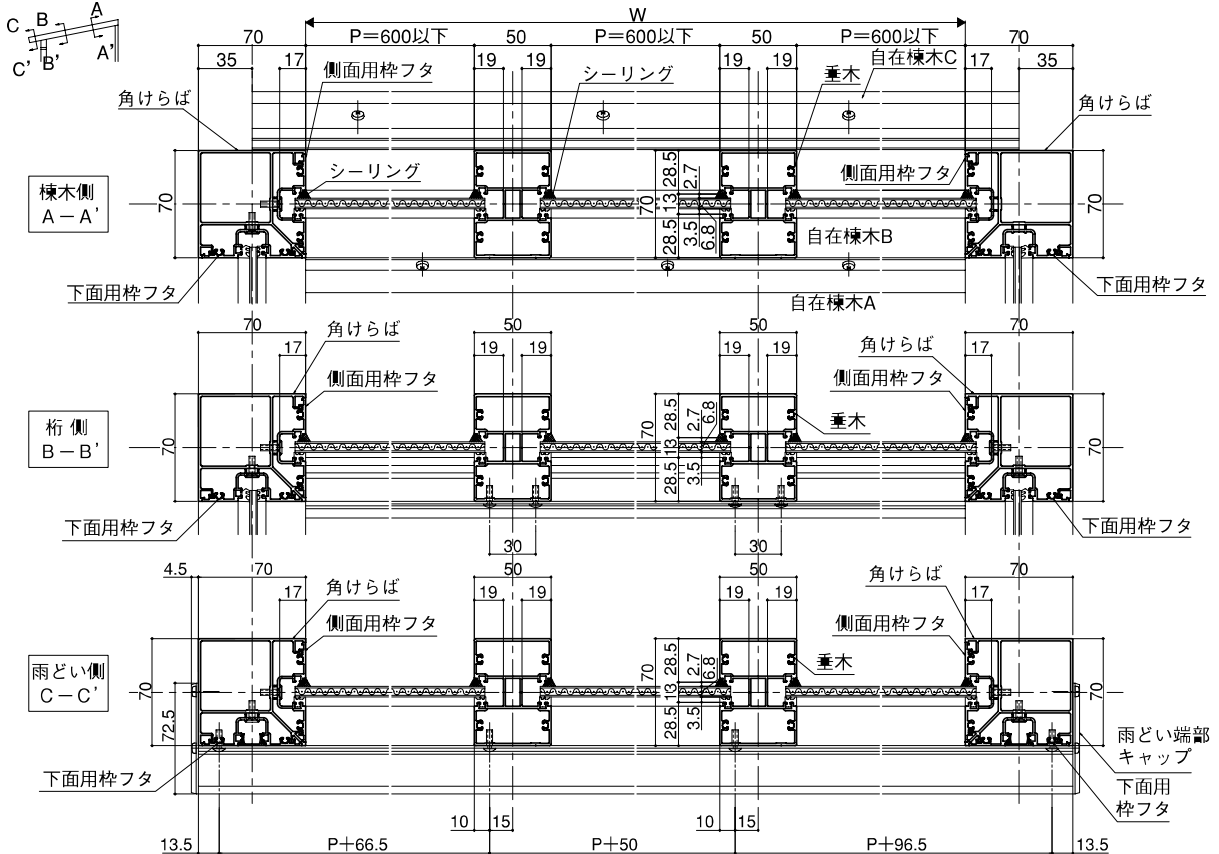 C
B
A
C'
B'
A'
W
70
P＝600以下
50
P＝600以下
50
P＝600以下
70
35
17
側面用枠フタ
19
19
シーリング
19
19
垂木
自在棟木C
17
35
角けらば
角けらば
棟木側
A－A'
70
シーリング
70
28.5
13
28.5
2.7
3.5
6.8
側面用枠フタ
自在棟木B
70
下面用枠フタ
自在棟木A
下面用枠フタ
70
角けらば
50
50
70
17
側面用枠フタ
19
19
19
19
角けらば
側面用枠フタ
17
桁 側
B－B'
70
70
28.5
13
28.5
2.7
3.5
6.8
垂木
70
下面用枠フタ
30
30
下面用枠フタ
4.5
70
角けらば
50
50
角けらば
70
17
側面用枠フタ
19
19
19
19
側面用枠フタ
17
雨どい側
C－C'
70
72.5
70
28.5
13
28.5
2.7
3.5
6.8
垂木
70
雨どい端部
キャップ
下面用枠フタ
下面用
枠フタ
10
15
10
15
13.5
P＋66.5
P＋50
P＋96.5
13.5